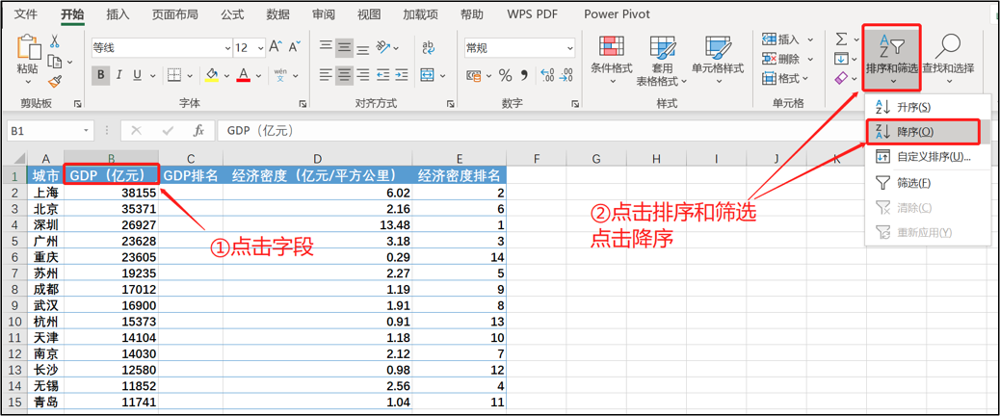 文件 开始 插入 页面布局 公式 数据 审阅 视图 加载项 帮助 WPS PDF Power Pivot
粘贴
剪贴板
等线 12
B I U A wén 文
字体
ab
对齐方式
常规
% 9 .00
数字
条件格式
套用
表格格式
单元格样式
样式
插入
删除
格式
单元格
排序和筛选
查找和选择
升序(S)
降序(O)
自定义排序(U)...
筛选(F)
清除(C)
重新应用(Y)
B1 fx GDP（亿元）
A B C D E F G H I J K
1 城市 GDP（亿元） GDP排名 经济密度（亿元/平方公里） 经济密度排名
2 上海 38155 6.02 2
3 北京 35371 2.16 6
4 深圳 26927 13.48 1
5 广州 23628 3.18 3
6 重庆 23605 0.29 14
7 苏州 19235 2.27 5
8 成都 17012 1.19 9
9 武汉 16900 1.91 8
10 杭州 15373 0.91 13
11 天津 14104 1.18 10
12 南京 14030 2.12 7
13 长沙 12580 0.98 12
14 无锡 11852 2.56 4
15 青岛 11741 1.04 11
①点击字段
②点击排序和筛选
点击降序